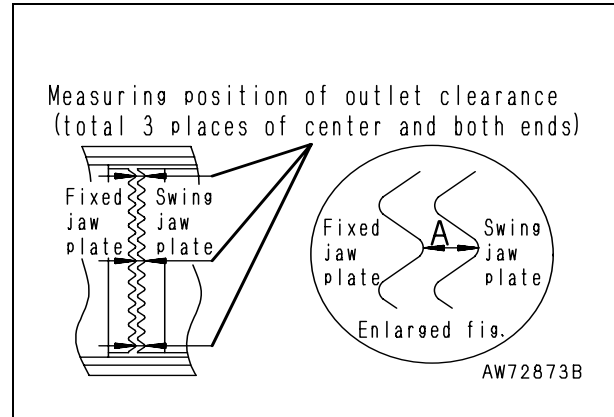 Measuring position of outlet clearance
(total 3 places of center and both ends)
Fixed
jaw
plate
Swing
jaw
plate
Fixed
jaw
plate
A
Swing
jaw
plate
Enlarged fig.
AW72873B